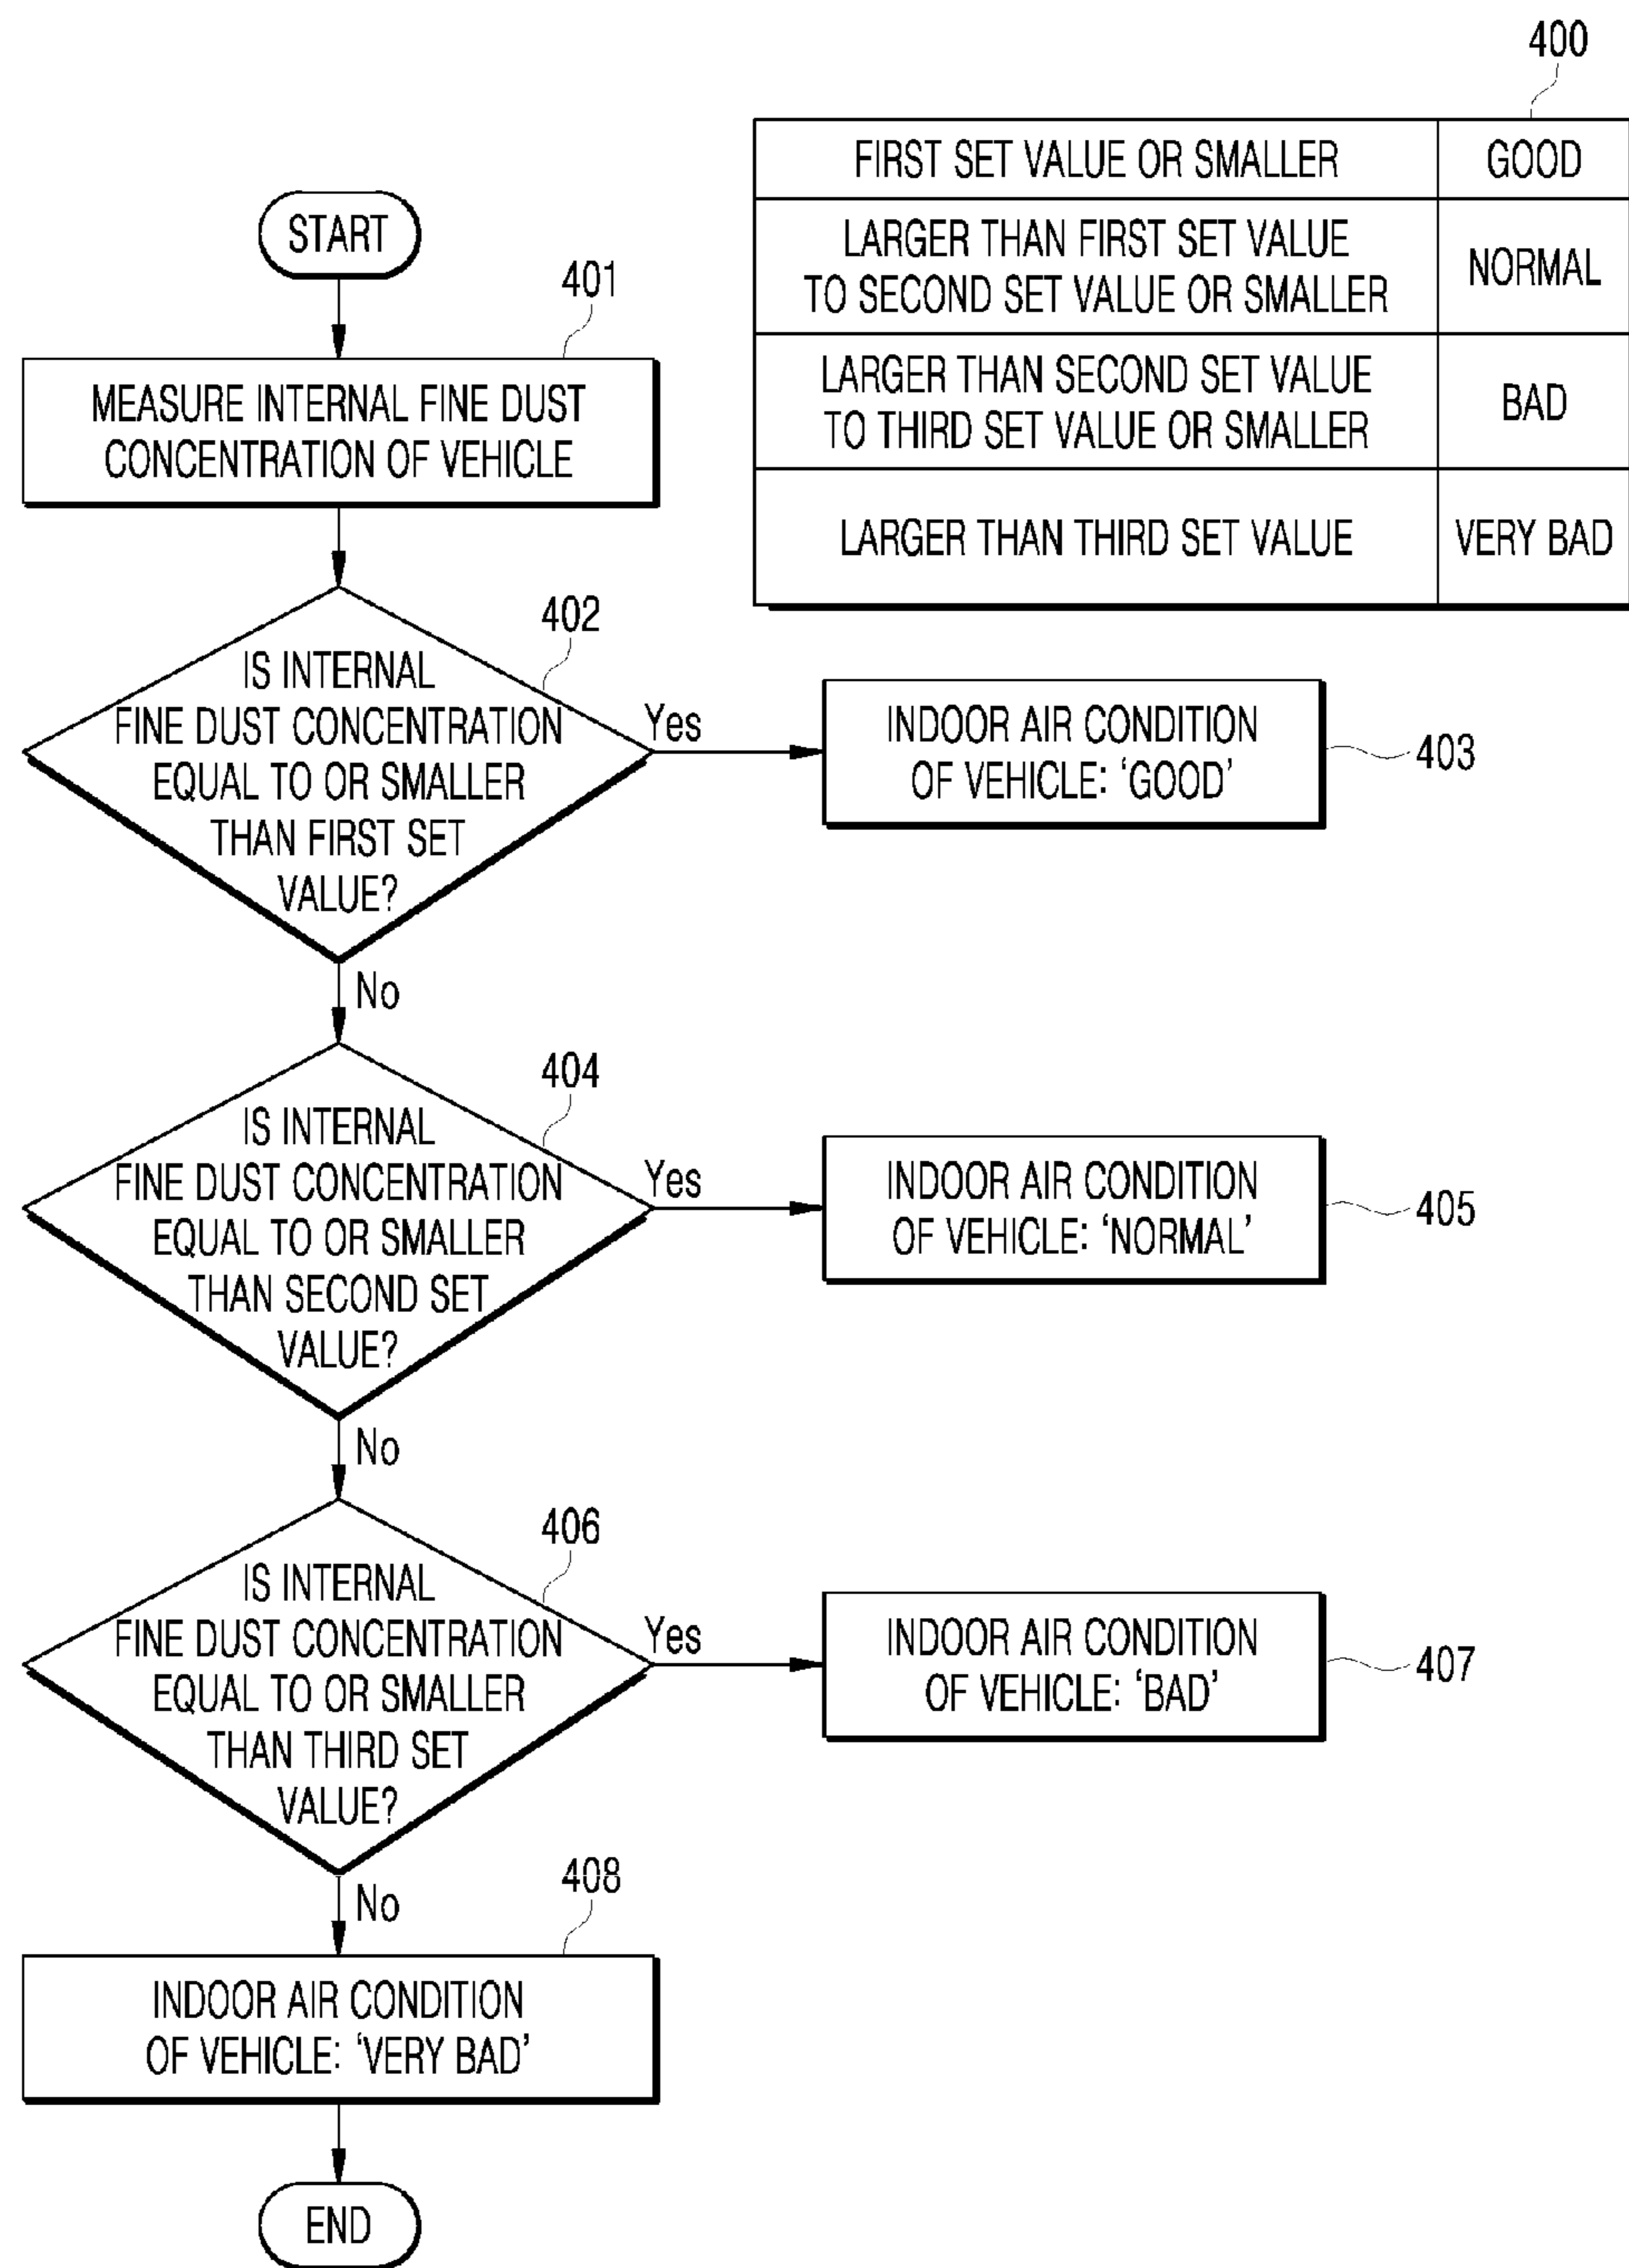 400
FIRST SET VALUE OR SMALLER
GOOD
LARGER THAN FIRST SET VALUE
TO SECOND SET VALUE OR SMALLER
NORMAL
LARGER THAN SECOND SET VALUE
TO THIRD SET VALUE OR SMALLER
BAD
LARGER THAN THIRD SET VALUE
VERY BAD
START
401
MEASURE INTERNAL FINE DUST
CONCENTRATION OF VEHICLE
402
IS INTERNAL
FINE DUST CONCENTRATION
EQUAL TO OR SMALLER
THAN FIRST SET
VALUE?
Yes
INDOOR AIR CONDITION
OF VEHICLE: ‘GOOD’
403
No
404
IS INTERNAL
FINE DUST CONCENTRATION
EQUAL TO OR SMALLER
THAN SECOND SET
VALUE?
Yes
INDOOR AIR CONDITION
OF VEHICLE: ‘NORMAL’
405
No
406
IS INTERNAL
FINE DUST CONCENTRATION
EQUAL TO OR SMALLER
THAN THIRD SET
VALUE?
Yes
INDOOR AIR CONDITION
OF VEHICLE: ‘BAD’
407
No
408
INDOOR AIR CONDITION
OF VEHICLE: ‘VERY BAD’
END